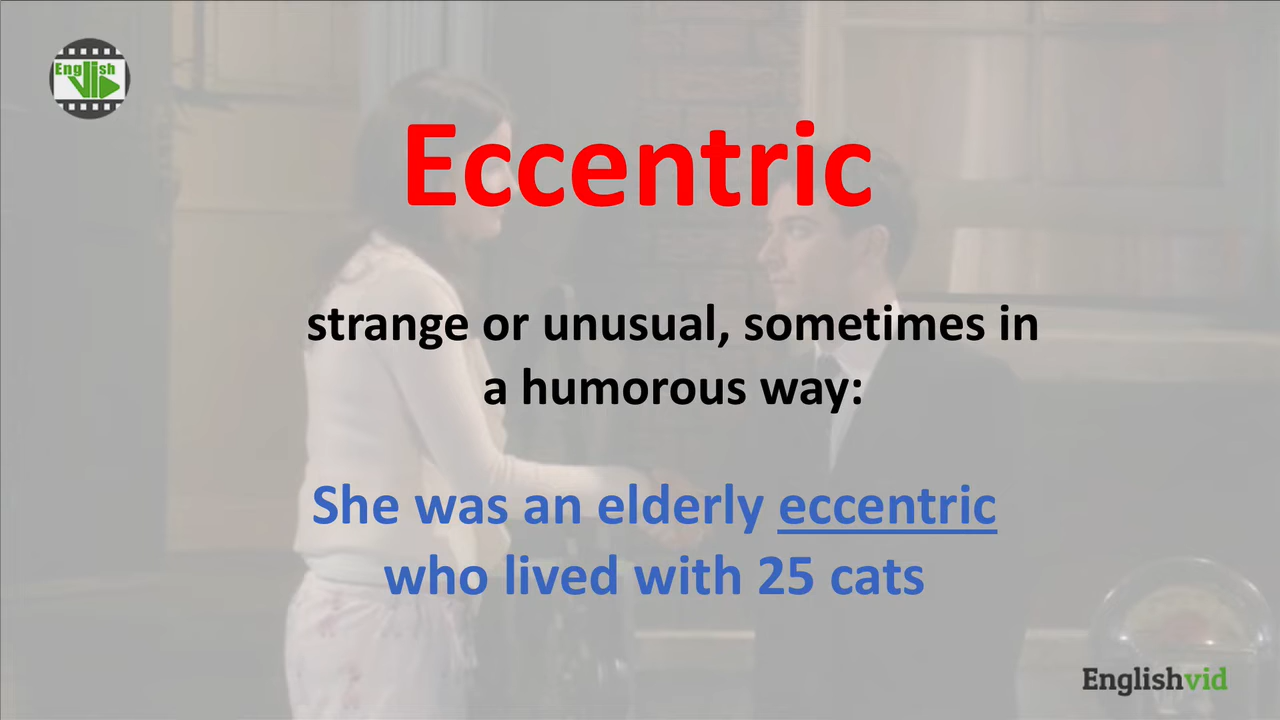 English
Vid
Eccentric
strange or unusual, sometimes in
a humorous way:
She was an elderly eccentric
who lived with 25 cats
Englishvid